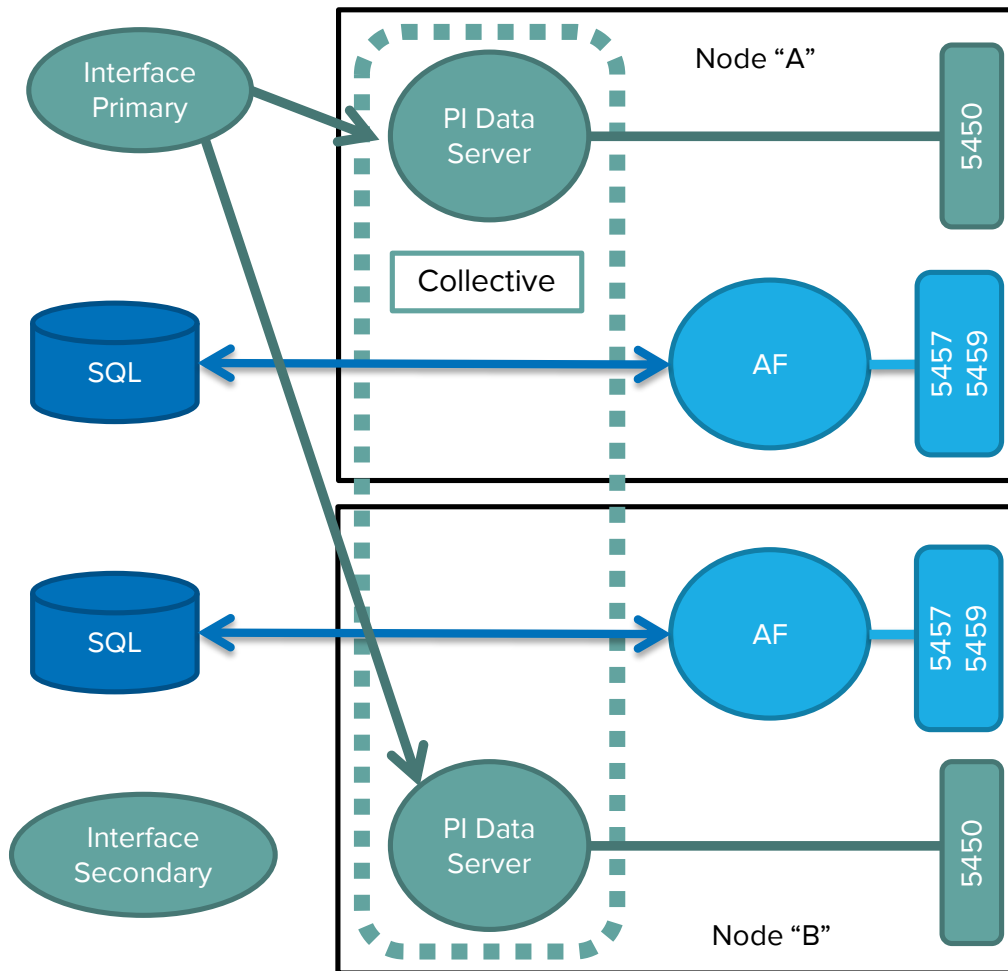 Interface
Primary
PI Data
Server
Node “A”
5450
Collective
SQL
AF
5457
5459
SQL
AF
5457
5459
Interface
Secondary
PI Data
Server
5450
Node “B”